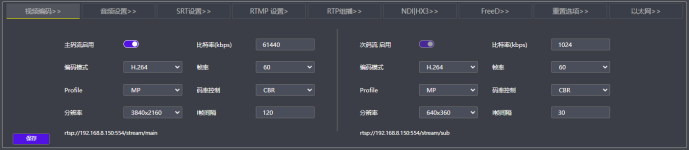 视频编码>> 音频设置>> SRT设置>> RTMP 设置> RTP组播>> NDI|HX3>> FreeD>> 重置选项>> 以太网>>
主码流启用 比特率(kbps) 61440 次码流 启用 比特率(kbps) 1024
编码模式 H.264 帧率 60 编码模式 H.264 帧率 60
Profile MP 码率控制 CBR Profile MP 码率控制 CBR
分辨率 3840x2160 I帧间隔 120 分辨率 640x360 I帧间隔 30
rtsp://192.168.8.150:554/stream/main rtsp://192.168.8.150:554/stream/sub
保存